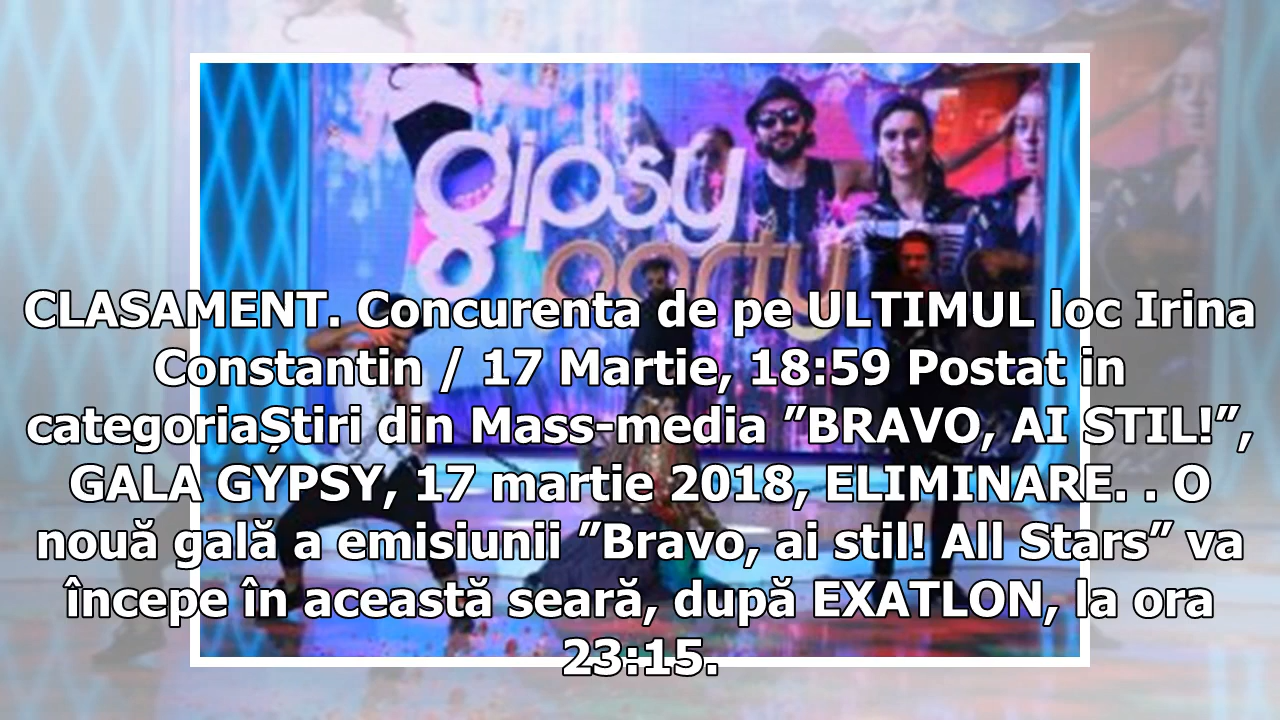 gipsy
party
CLASAMENT. Concurenta de pe ULTIMUL loc Irina
Constantin / 17 Martie, 18:59 Postat in
categoriaȘtiri din Mass-media ”BRAVO, AI STIL!”,
GALA GYPSY, 17 martie 2018, ELIMINARE. . O
nouă gală a emisiunii ”Bravo, ai stil! All Stars” va
începe în această seară, după EXATLON, la ora
23:15.